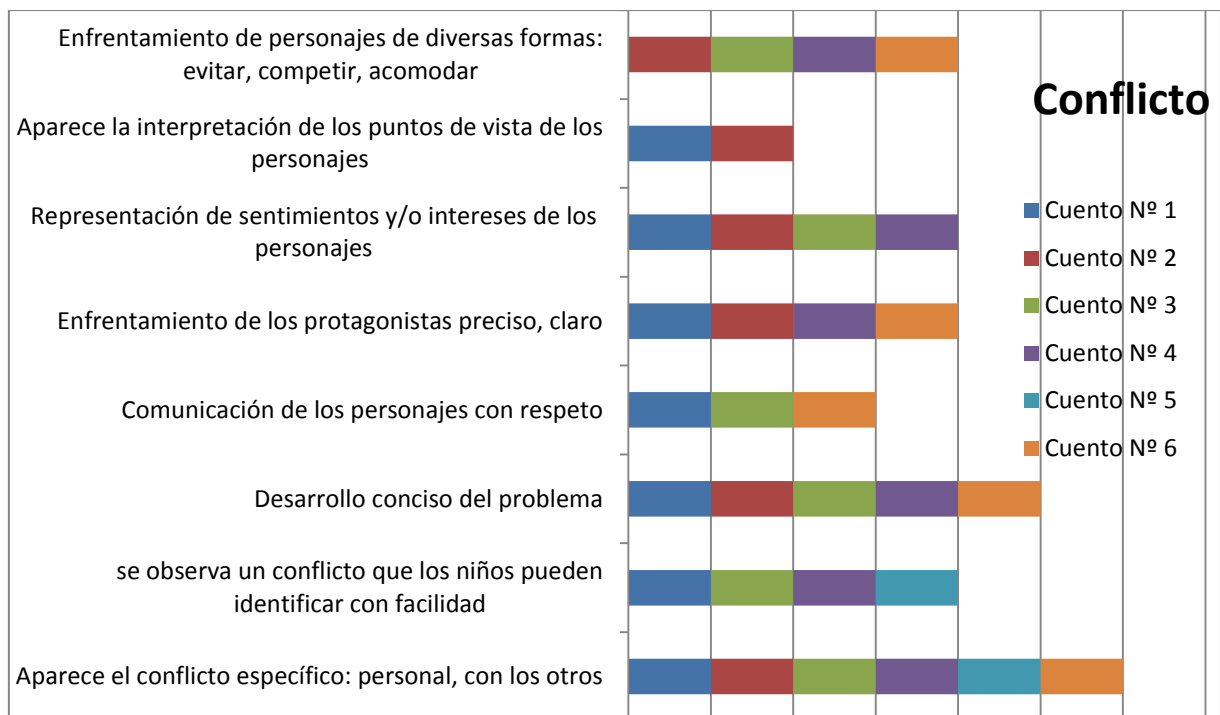 Enfrentamiento de personajes de diversas formas:
evitar, competir, acomodar
Aparece la interpretación de los puntos de vista de los
personajes
Representación de sentimientos y/o intereses de los
personajes
Enfrentamiento de los protagonistas preciso, claro
Comunicación de los personajes con respeto
Desarrollo conciso del problema
se observa un conflicto que los niños pueden
identificar con facilidad
Aparece el conflicto específico: personal, con los otros
Conflicto
Cuento Nº 1
Cuento Nº 2
Cuento Nº 3
Cuento Nº 4
Cuento Nº 5
Cuento Nº 6